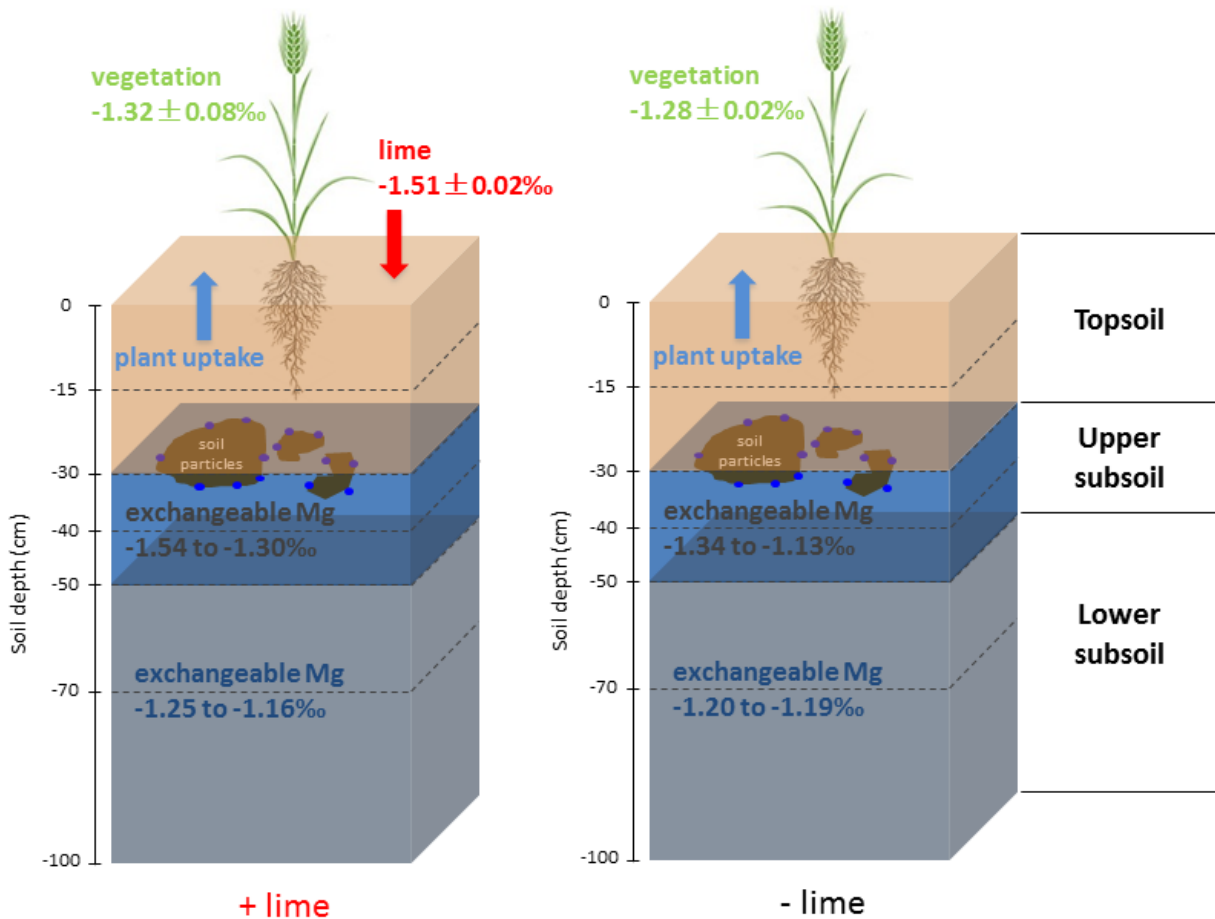 vegetation
-1.32 ± 0.08‰
lime
-1.51 ± 0.02‰
plant uptake
soil
particles
exchangeable Mg
-1.54 to -1.30‰
exchangeable Mg
-1.25 to -1.16‰
Soil depth (cm)
0
-15
-30
-40
-50
-70
-100
+ lime
vegetation
-1.28 ± 0.02‰
plant uptake
soil
particles
exchangeable Mg
-1.34 to -1.13‰
exchangeable Mg
-1.20 to -1.19‰
Soil depth (cm)
0
-15
-30
-40
-50
-70
-100
- lime
Topsoil
Upper
subsoil
Lower
subsoil